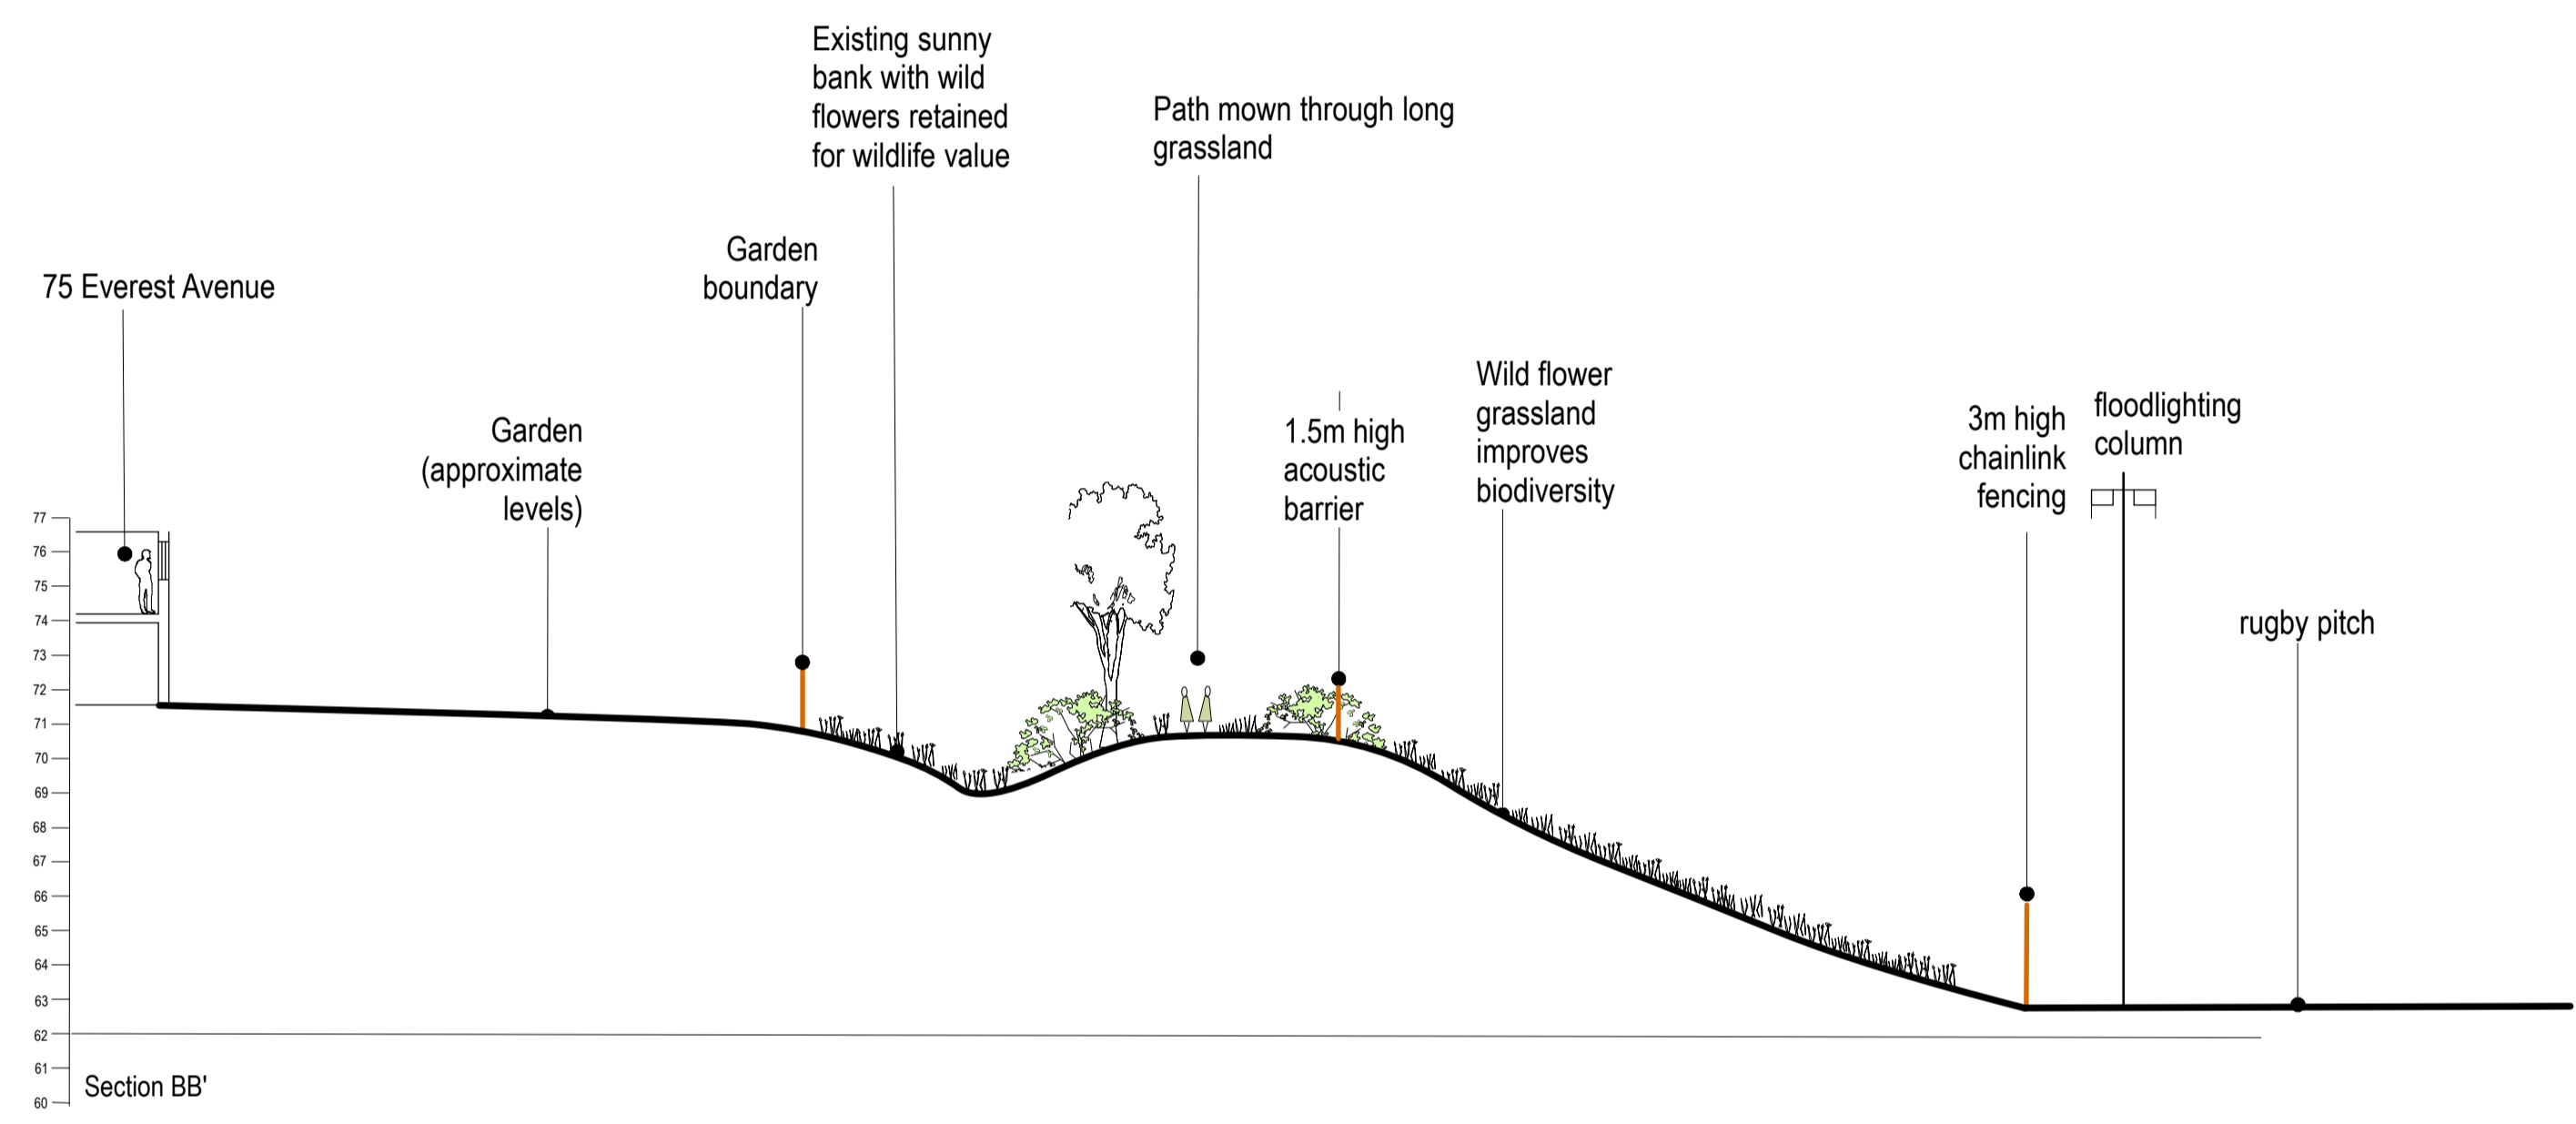 Existing sunny
bank with wild
flowers retained
for wildlife value
Path mown through long
grassland
Garden
boundary
75 Everest Avenue
Garden
(approximate
levels)
1.5m high
acoustic
barrier
Wild flower
grassland
improves
biodiversity
3m high
chainlink
fencing
floodlighting
column
rugby pitch
77
76
75
74
73
72
71
70
69
68
67
66
65
64
63
62
61
60
Section BB'